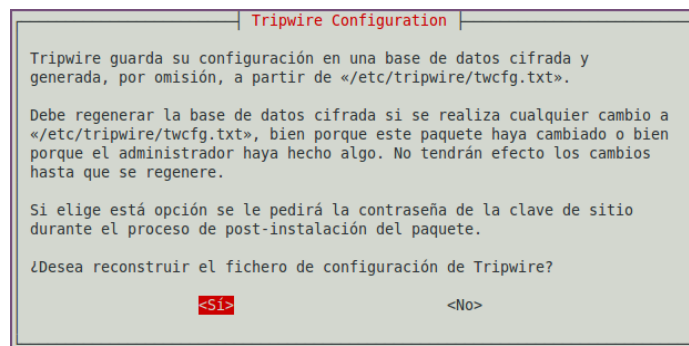 Tripwire Configuration
Tripwire guarda su configuración en una base de datos cifrada y
generada, por omisión, a partir de «/etc/tripwire/twcfg.txt».
Debe regenerar la base de datos cifrada si se realiza cualquier cambio a
«/etc/tripwire/twcfg.txt», bien porque este paquete haya cambiado o bien
porque el administrador haya hecho algo. No tendrán efecto los cambios
hasta que se regenere.
Si elige está opción se le pedirá la contraseña de la clave de sitio
durante el proceso de post-instalación del paquete.
¿Desea reconstruir el fichero de configuración de Tripwire?
<Sí> <No>